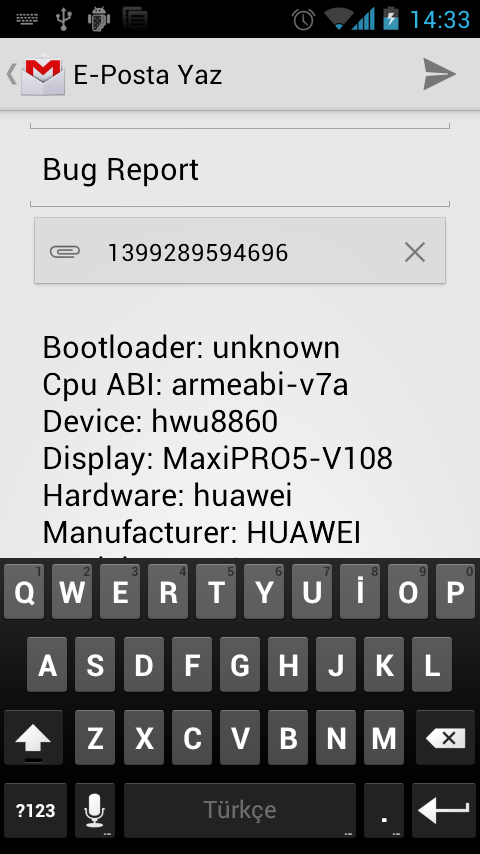 14:33
E-Posta Yaz
Bug Report
1399289594696
Bootloader: unknown
Cpu ABI: armeabi-v7a
Device: hwu8860
Display: MaxiPRO5-V108
Hardware: huawei
Manufacturer: HUAWEI
1 2 3 4 5 6 7 8 9 0
Q W E R T Y U İ O P
A S D F G H J K L
Z X C V B N M
?123 Türkçe .